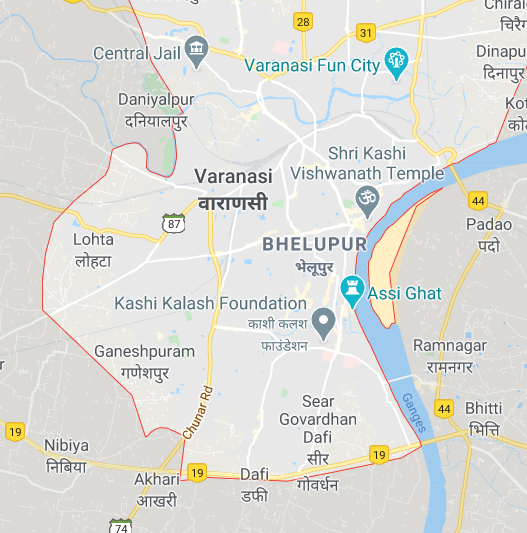 Chirai
चिरैग
28
31
Central Jail
Varanasi Fun City
Dinapu
दिनापुर
Daniyalpur
दनियालपुर
Kot
को
Shri Kashi
Vishwanath Temple
Varanasi
वाराणसी
44
87
Padao
पदो
Lohta
लोहटा
BHELUPUR
भेलूपुर
Assi Ghat
Kashi Kalash Foundation
काशी कलश
फाउंडेशन
Ganeshpuram
गणेशपुर
Ramnagar
रामनगर
Chunar Rd
Sear
Govardhan
Dafi
सीर
गोवर्धन
Ganges
44
Bhitti
भित्ति
19
Nibiya
निबिया
19
19
Akhari
आखरी
Dafi
डफी
74